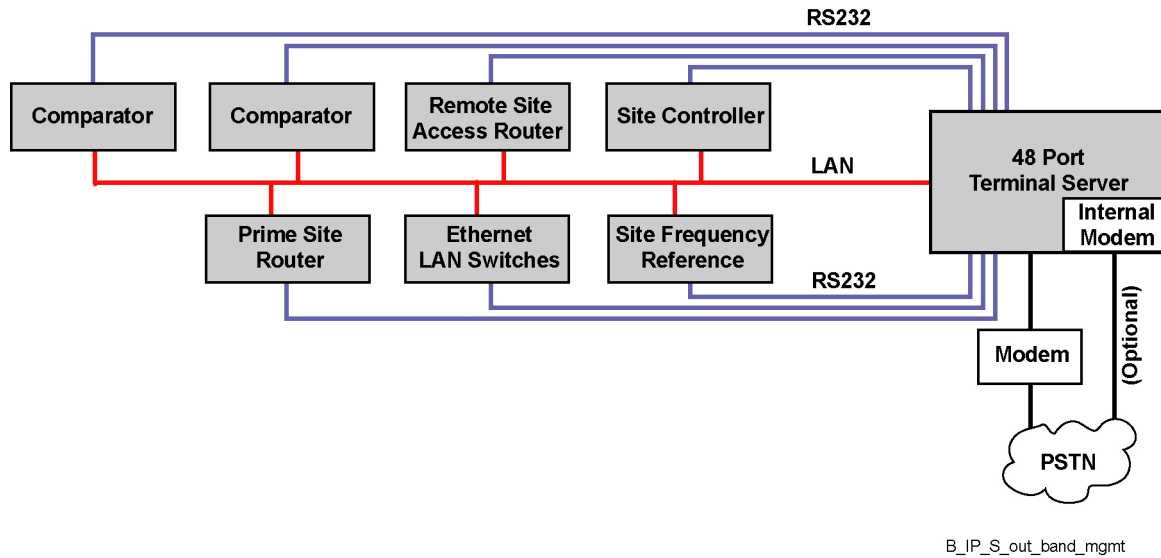 RS232
Comparator
Comparator
Remote Site
Access Router
Site Controller
48 Port
Terminal Server
LAN
Internal
Modem
Prime Site
Router
Ethernet
LAN Switches
Site Frequency
Reference
RS232
Modem
(Optional)
PSTN
B_IP_S_out_band_mgmt